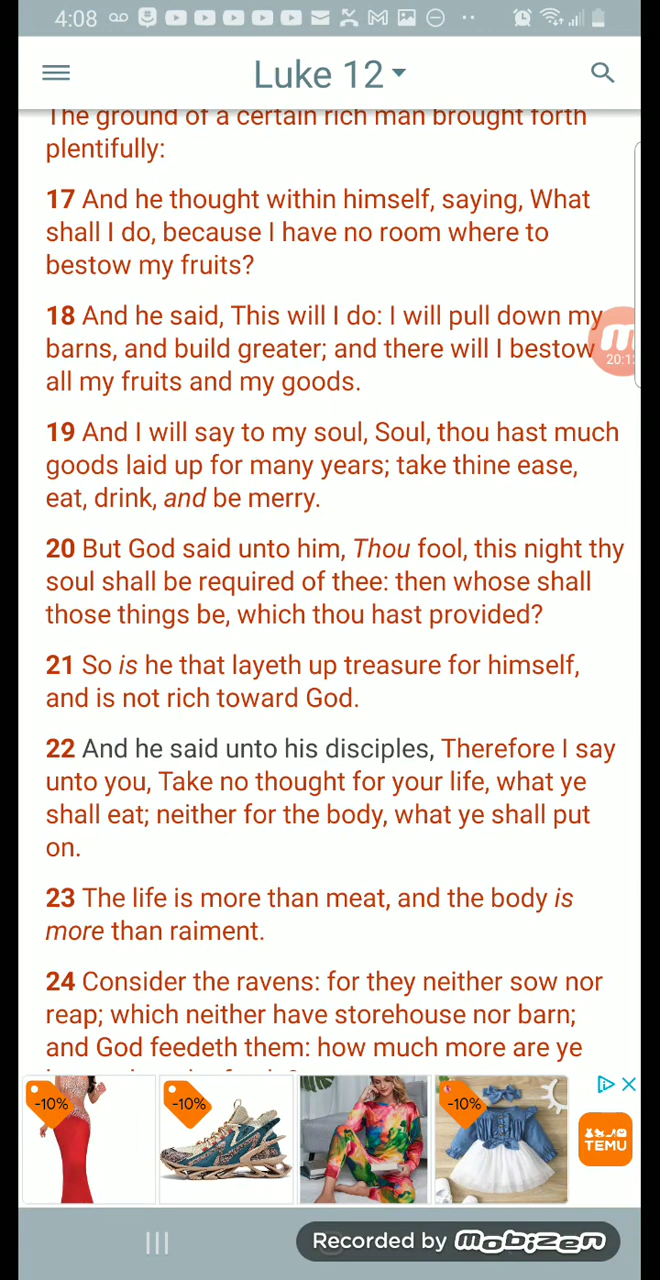 4:08
Luke 12
The ground of a certain rich man brought forth
plentifully:
17 And he thought within himself, saying, What
shall I do, because I have no room where to
bestow my fruits?
18 And he said, This will I do: I will pull down my
barns, and build greater; and there will I bestow
all my fruits and my goods.
20:1
19 And I will say to my soul, Soul, thou hast much
goods laid up for many years; take thine ease,
eat, drink, and be merry.
20 But God said unto him, Thou fool, this night thy
soul shall be required of thee: then whose shall
those things be, which thou hast provided?
21 So is he that layeth up treasure for himself,
and is not rich toward God.
22 And he said unto his disciples, Therefore I say
unto you, Take no thought for your life, what ye
shall eat; neither for the body, what ye shall put
on.
23 The life is more than meat, and the body is
more than raiment.
24 Consider the ravens: for they neither sow nor
reap; which neither have storehouse nor barn;
and God feedeth them: how much more are ye
-10%
-10%
-10%
TEMU
Recorded by mobizen